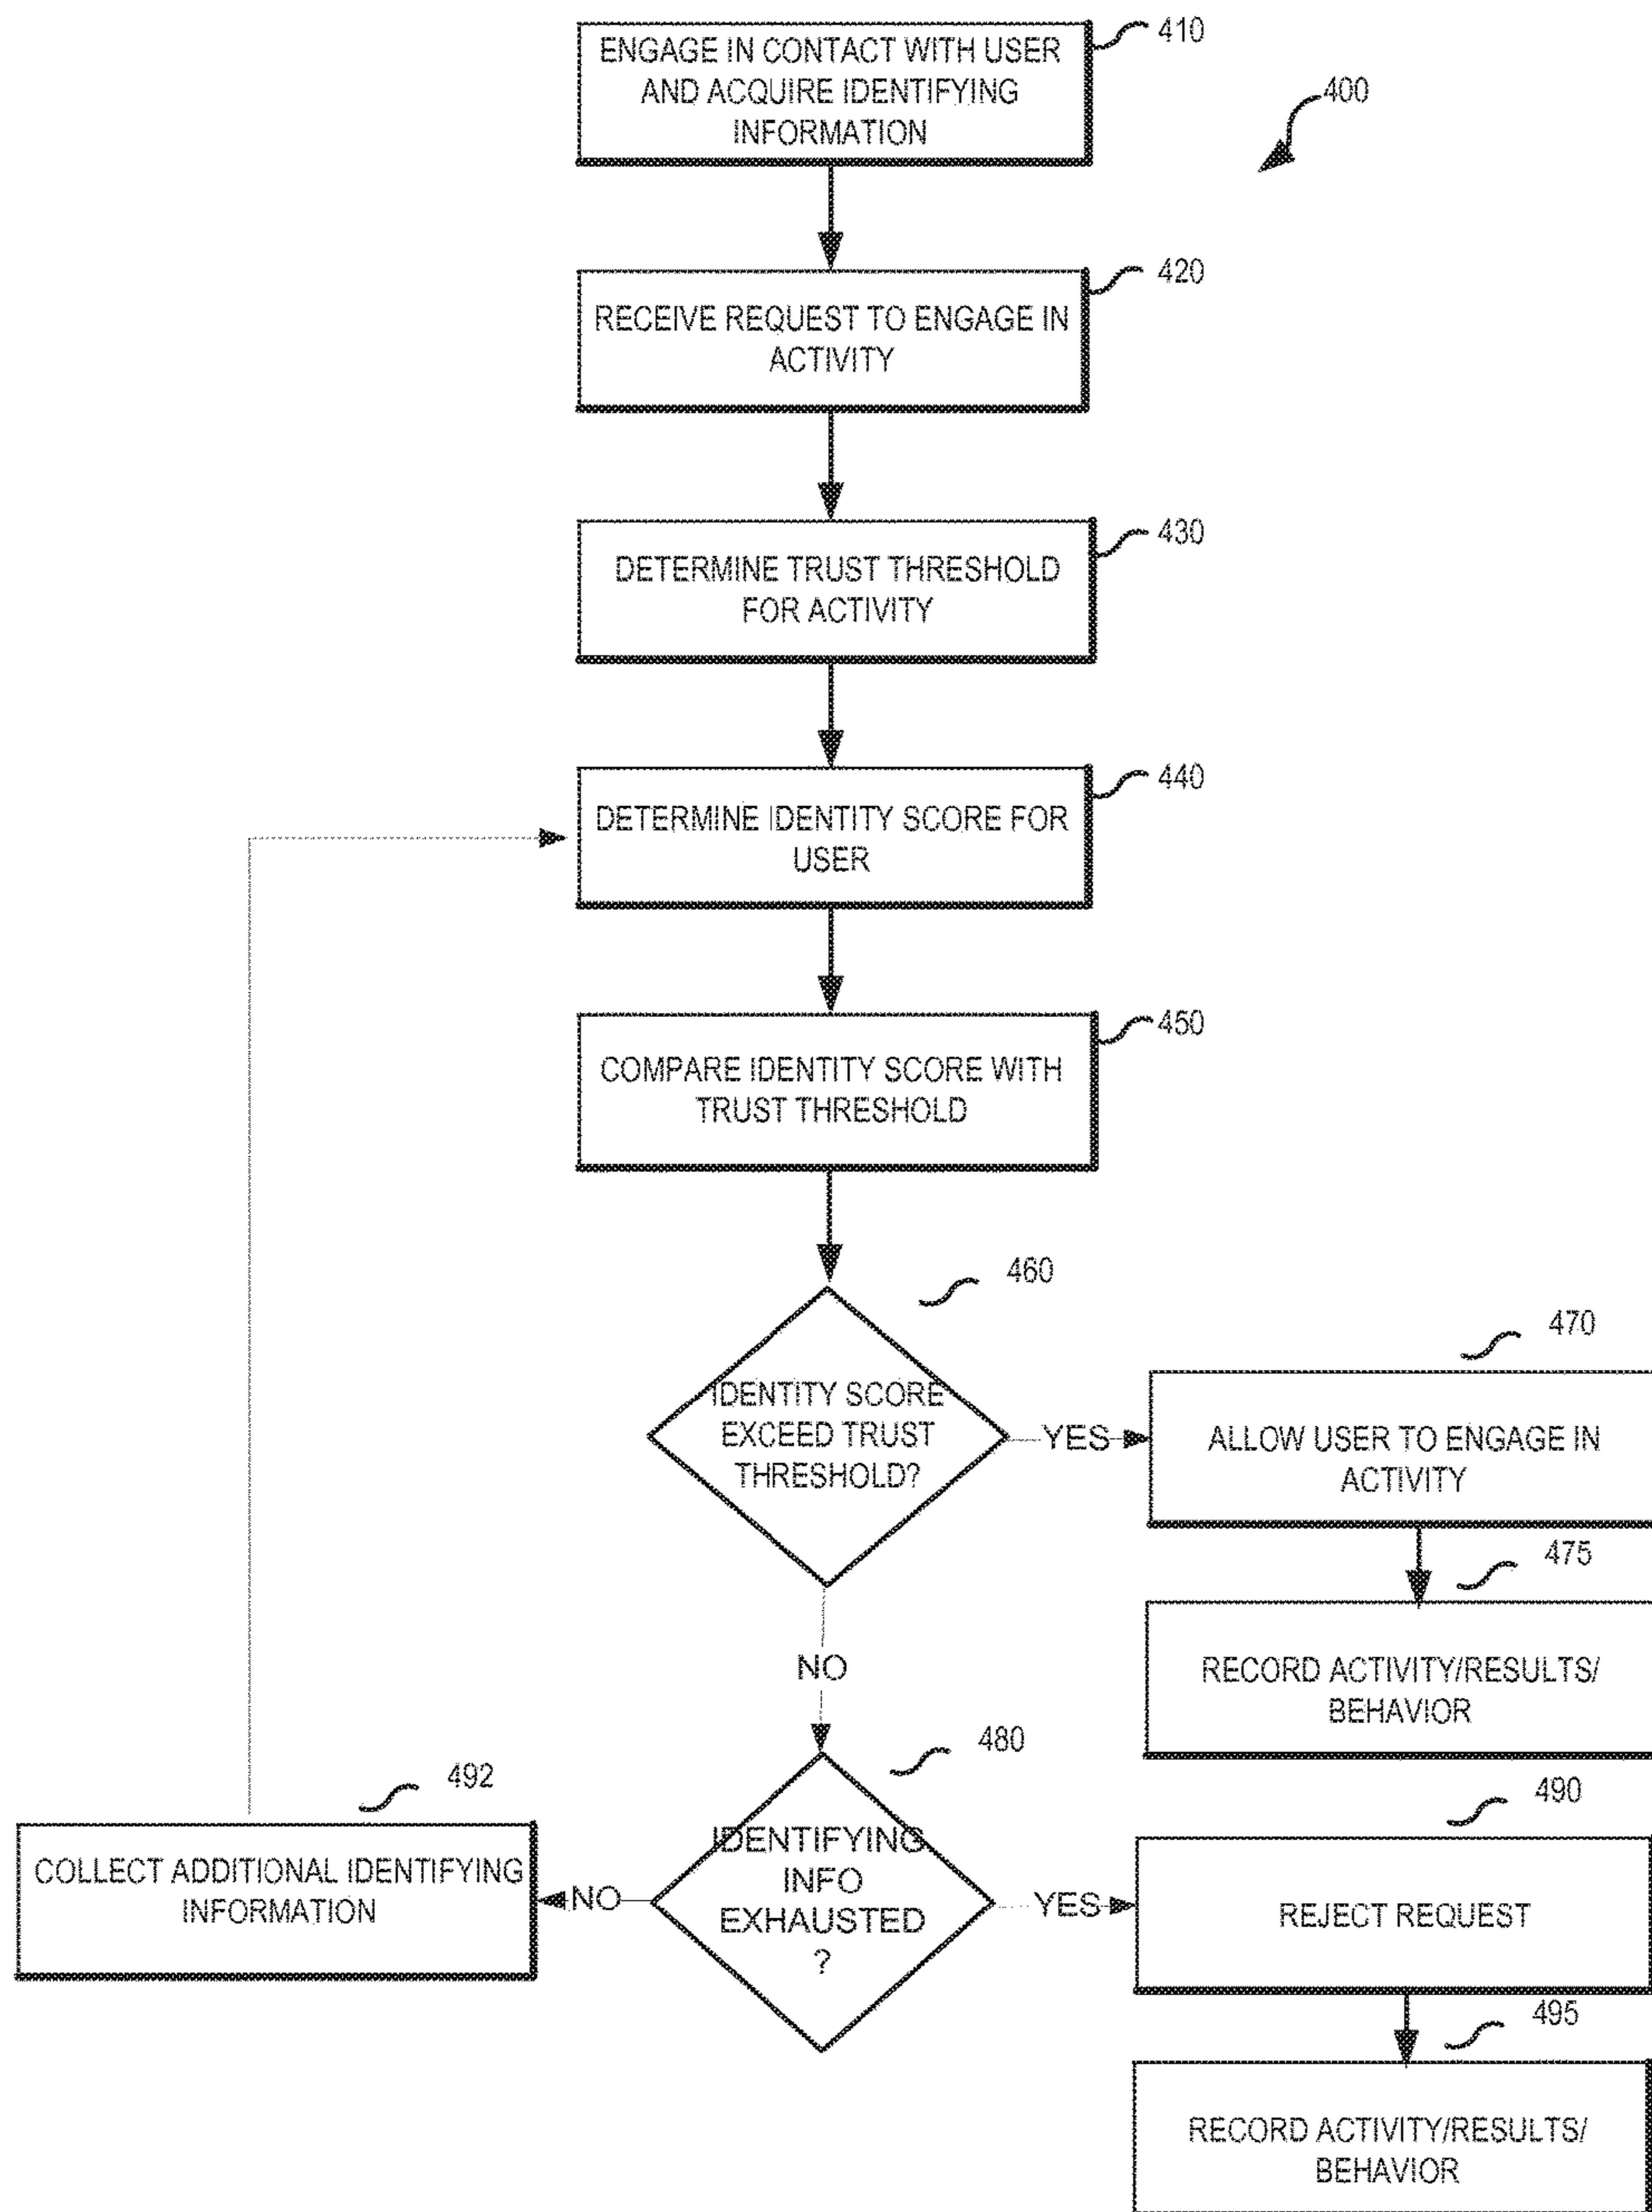 ENGAGE IN CONTACT WITH USER
AND ACQUIRE IDENTIFYING
INFORMATION
410
400
RECEIVE REQUEST TO ENGAGE IN
ACTIVITY
420
DETERMINE TRUST THRESHOLD
FOR ACTIVITY
430
DETERMINE IDENTITY SCORE FOR
USER
440
COMPARE IDENTITY SCORE WITH
TRUST THRESHOLD
450
460
IDENTITY SCORE
EXCEED TRUST
THRESHOLD?
YES
470
ALLOW USER TO ENGAGE IN
ACTIVITY
475
RECORD ACTIVITY/RESULTS/
BEHAVIOR
NO
480
IDENTIFYING
INFO
EXHAUSTED
?
NO
492
COLLECT ADDITIONAL IDENTIFYING
INFORMATION
YES
490
REJECT REQUEST
495
RECORD ACTIVITY/RESULTS/
BEHAVIOR